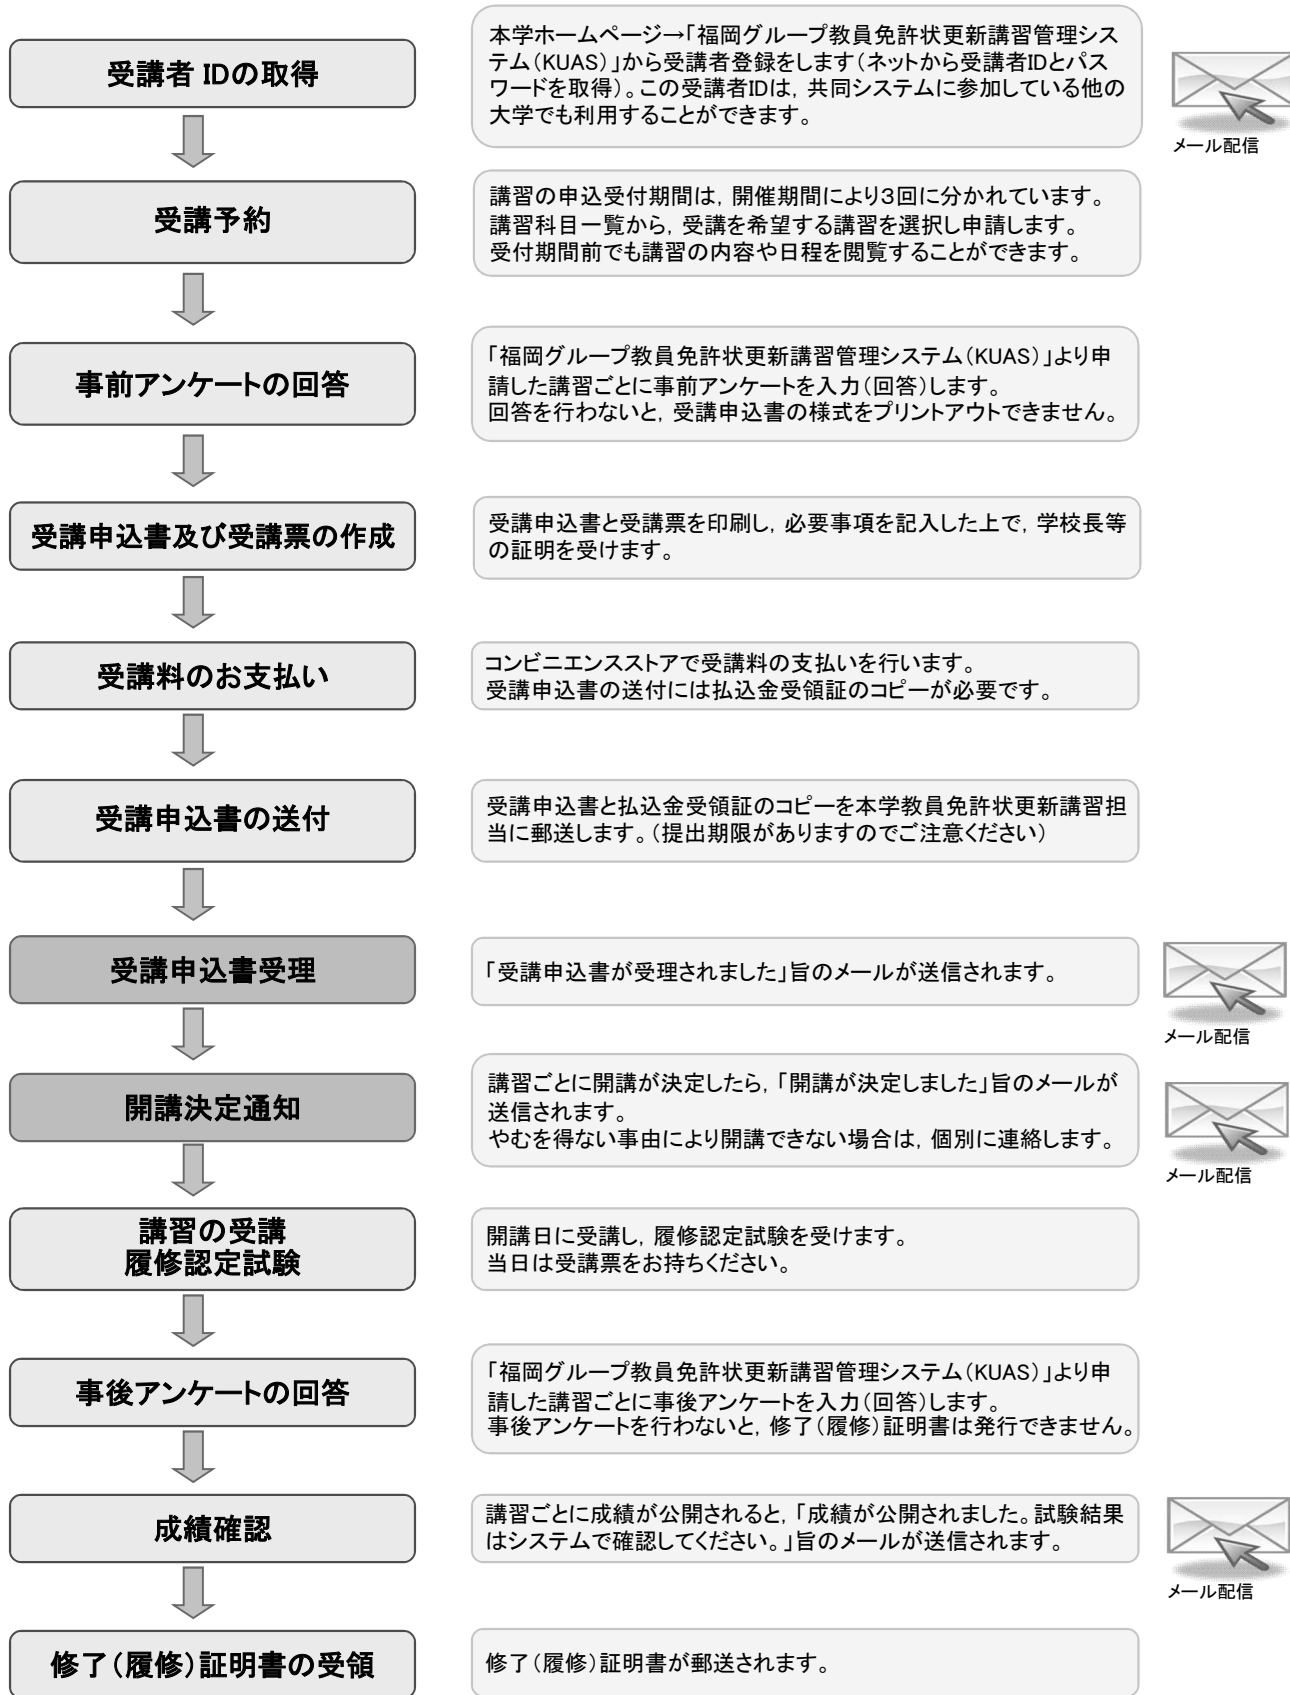 受講者 IDの取得
本学ホームページ→「福岡グループ教員免許状更新講習管理シス
テム(KUAS)」から受講者登録をします(ネットから受講者IDとパス
ワードを取得)。この受講者IDは，共同システムに参加している他の
大学でも利用することができます。
メール配信
受講予約
講習の申込受付期間は，開催期間により3回に分かれています。
講習科目一覧から，受講を希望する講習を選択し申請します。
受付期間前でも講習の内容や日程を閲覧することができます。
事前アンケートの回答
「福岡グループ教員免許状更新講習管理システム(KUAS)」より申
請した講習ごとに事前アンケートを入力(回答)します。
回答を行わないと，受講申込書の様式をプリントアウトできません。
受講申込書及び受講票の作成
受講申込書と受講票を印刷し，必要事項を記入した上で，学校長等
の証明を受けます。
受講料のお支払い
コンビニエンスストアで受講料の支払いを行います。
受講申込書の送付には払込金受領証のコピーが必要です。
受講申込書の送付
受講申込書と払込金受領証のコピーを本学教員免許状更新講習担
当に郵送します。(提出期限がありますのでご注意ください)
受講申込書受理
「受講申込書が受理されました」旨のメールが送信されます。
メール配信
開講決定通知
講習ごとに開講が決定したら，「開講が決定しました」旨のメールが
送信されます。
やむを得ない事由により開講できない場合は，個別に連絡します。
メール配信
講習の受講
履修認定試験
開講日に受講し，履修認定試験を受けます。
当日は受講票をお持ちください。
事後アンケートの回答
「福岡グループ教員免許状更新講習管理システム(KUAS)」より申
請した講習ごとに事後アンケートを入力(回答)します。
事後アンケートを行わないと，修了(履修)証明書は発行できません。
成績確認
講習ごとに成績が公開されると，「成績が公開されました。試験結果
はシステムで確認してください。」旨のメールが送信されます。
メール配信
修了(履修)証明書の受領
修了(履修)証明書が郵送されます。